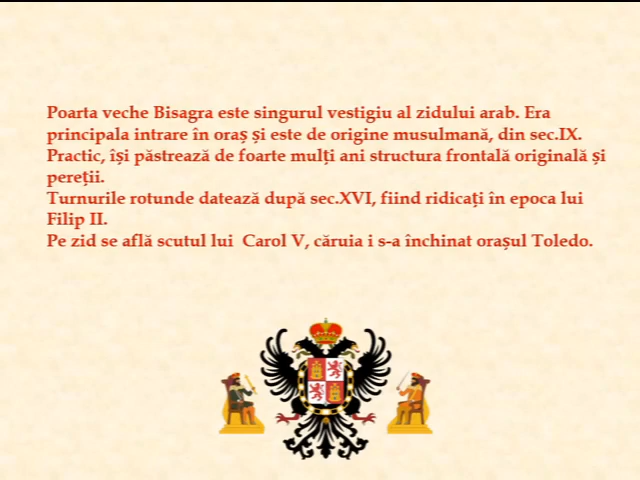 Poarta veche Bisagra este singurul vestigiu al zidului arab. Era
principala intrare în oraș și este de origine musulmană, din sec.IX.
Practic, își păstrează de foarte mulți ani structura frontală originală și
pereții.
Turnurile rotunde datează după sec.XVI, fiind ridicați în epoca lui
Filip II.
Pe zid se află scutul lui  Carol V, căruia i s-a închinat orașul Toledo.